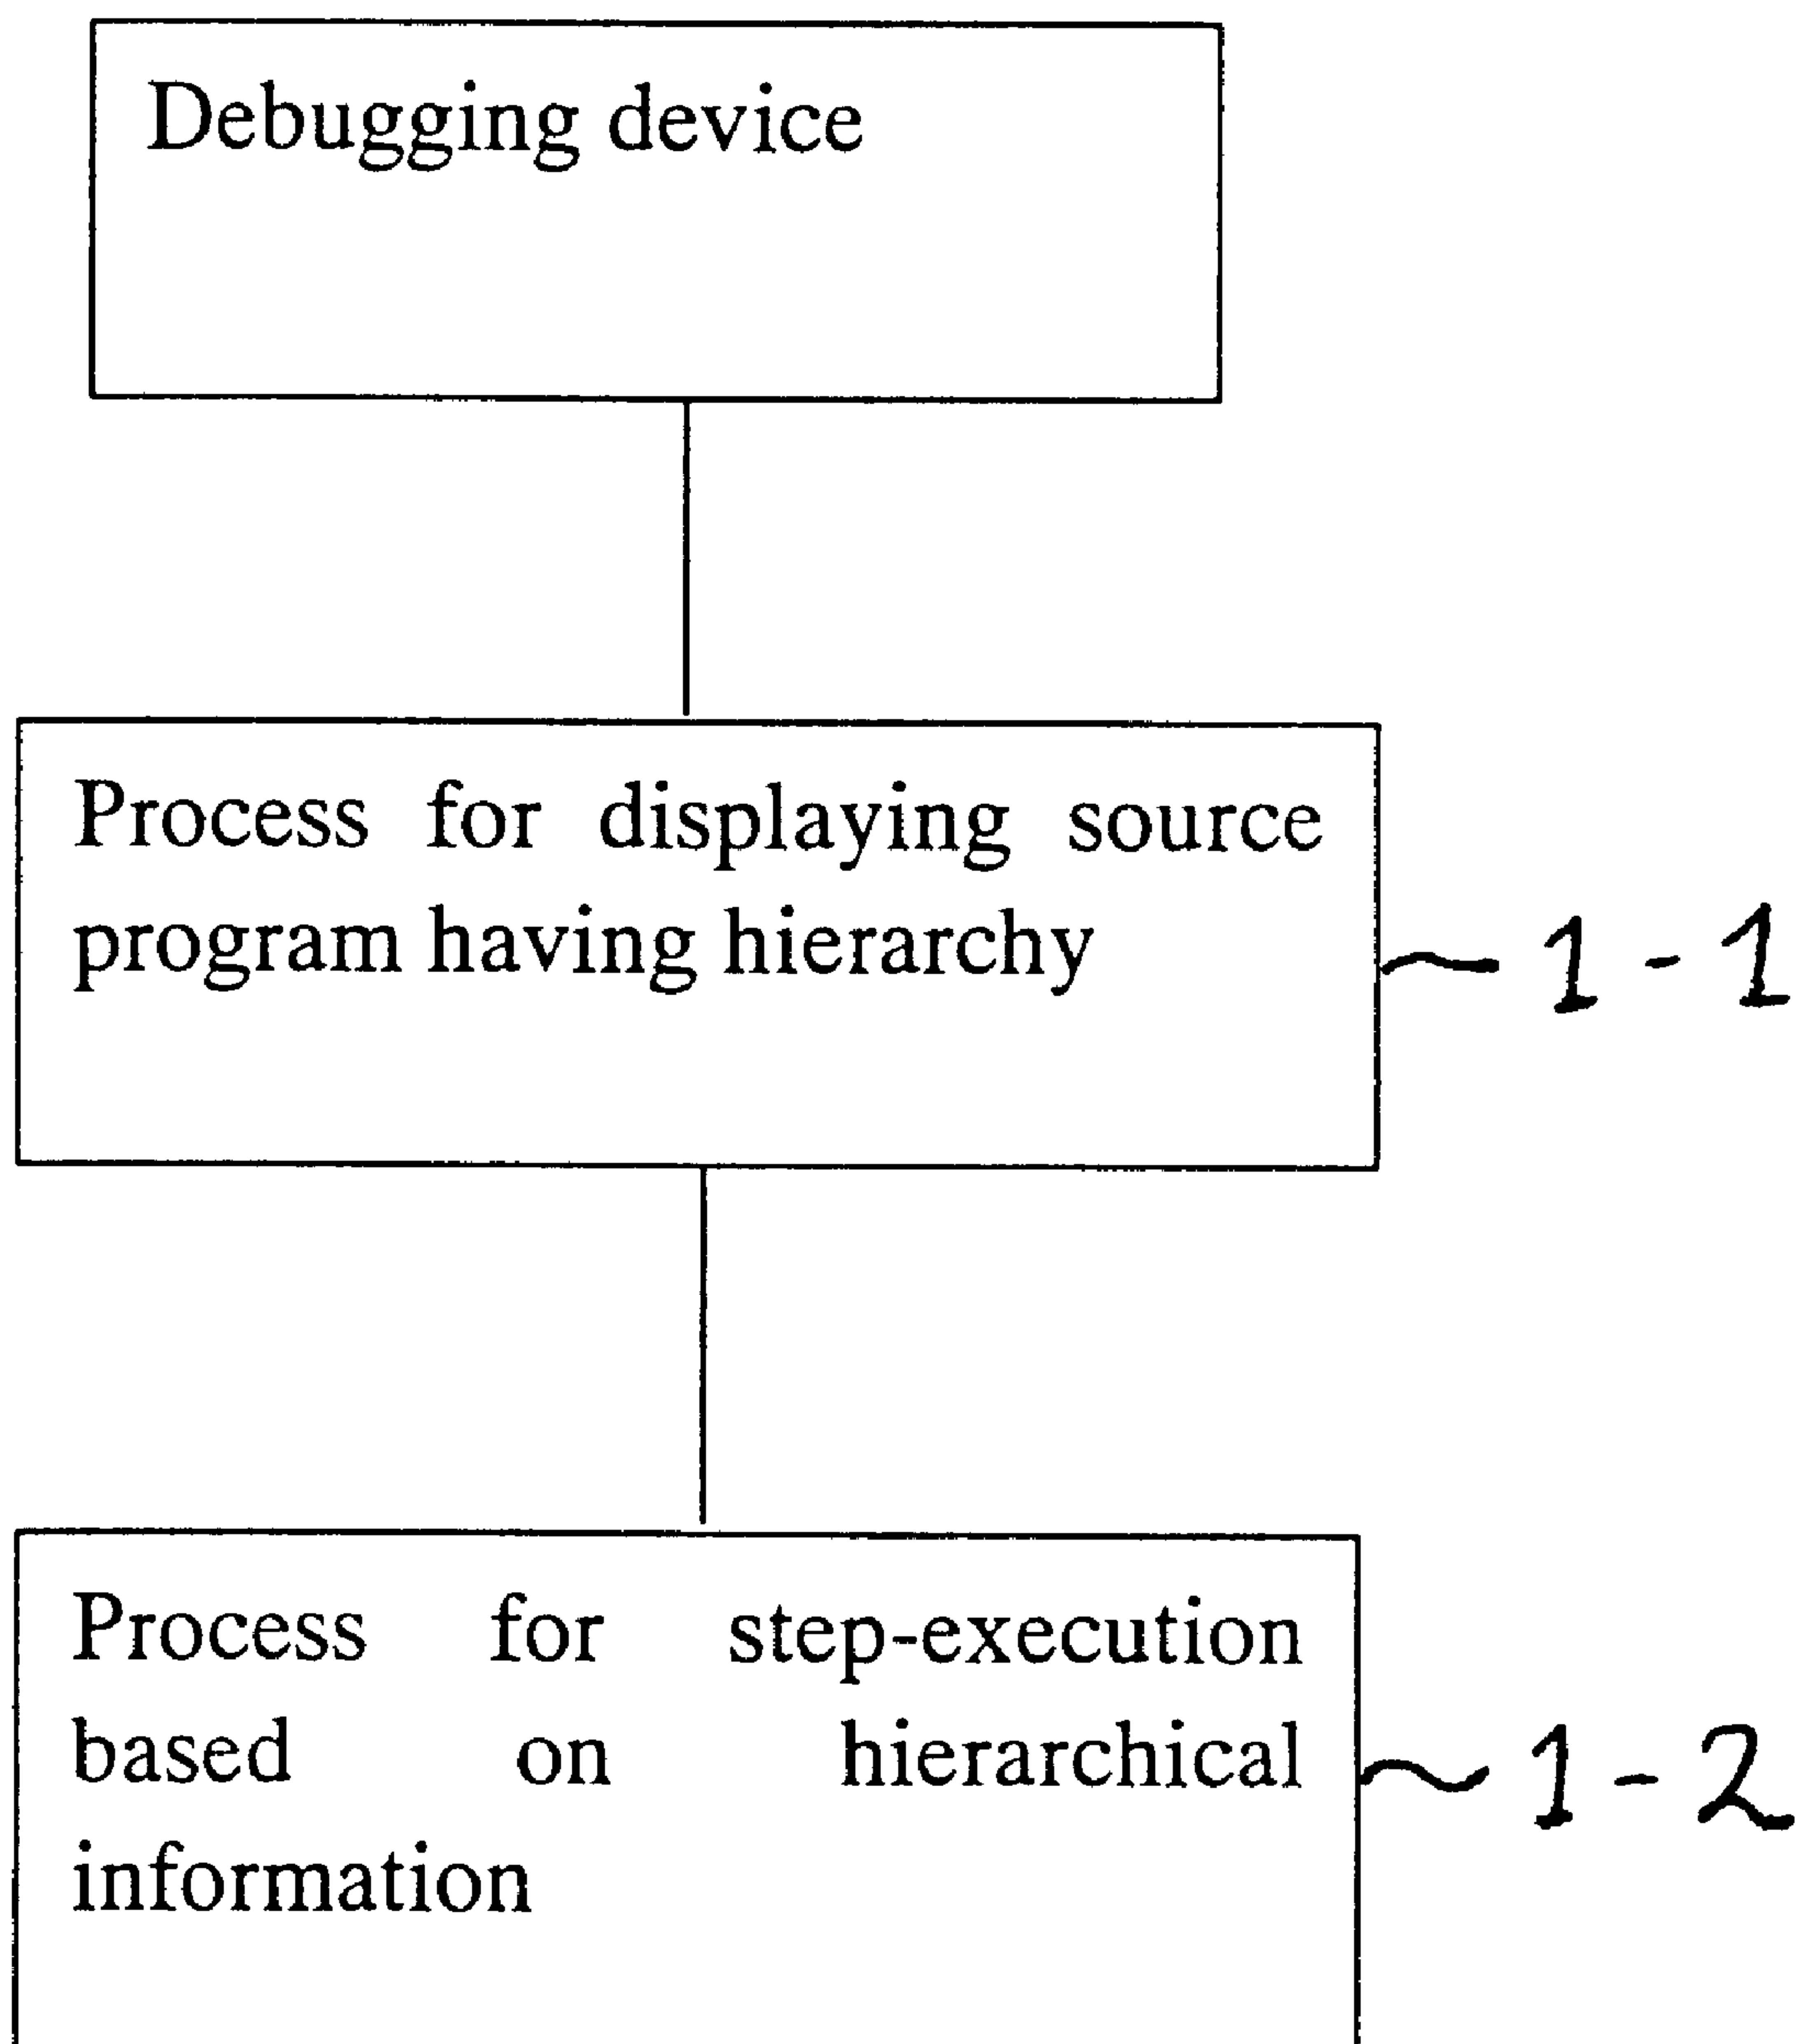 Debugging device
Process for displaying source
program having hierarchy
1-1
Process for step-execution
based on hierarchical
information
1-2